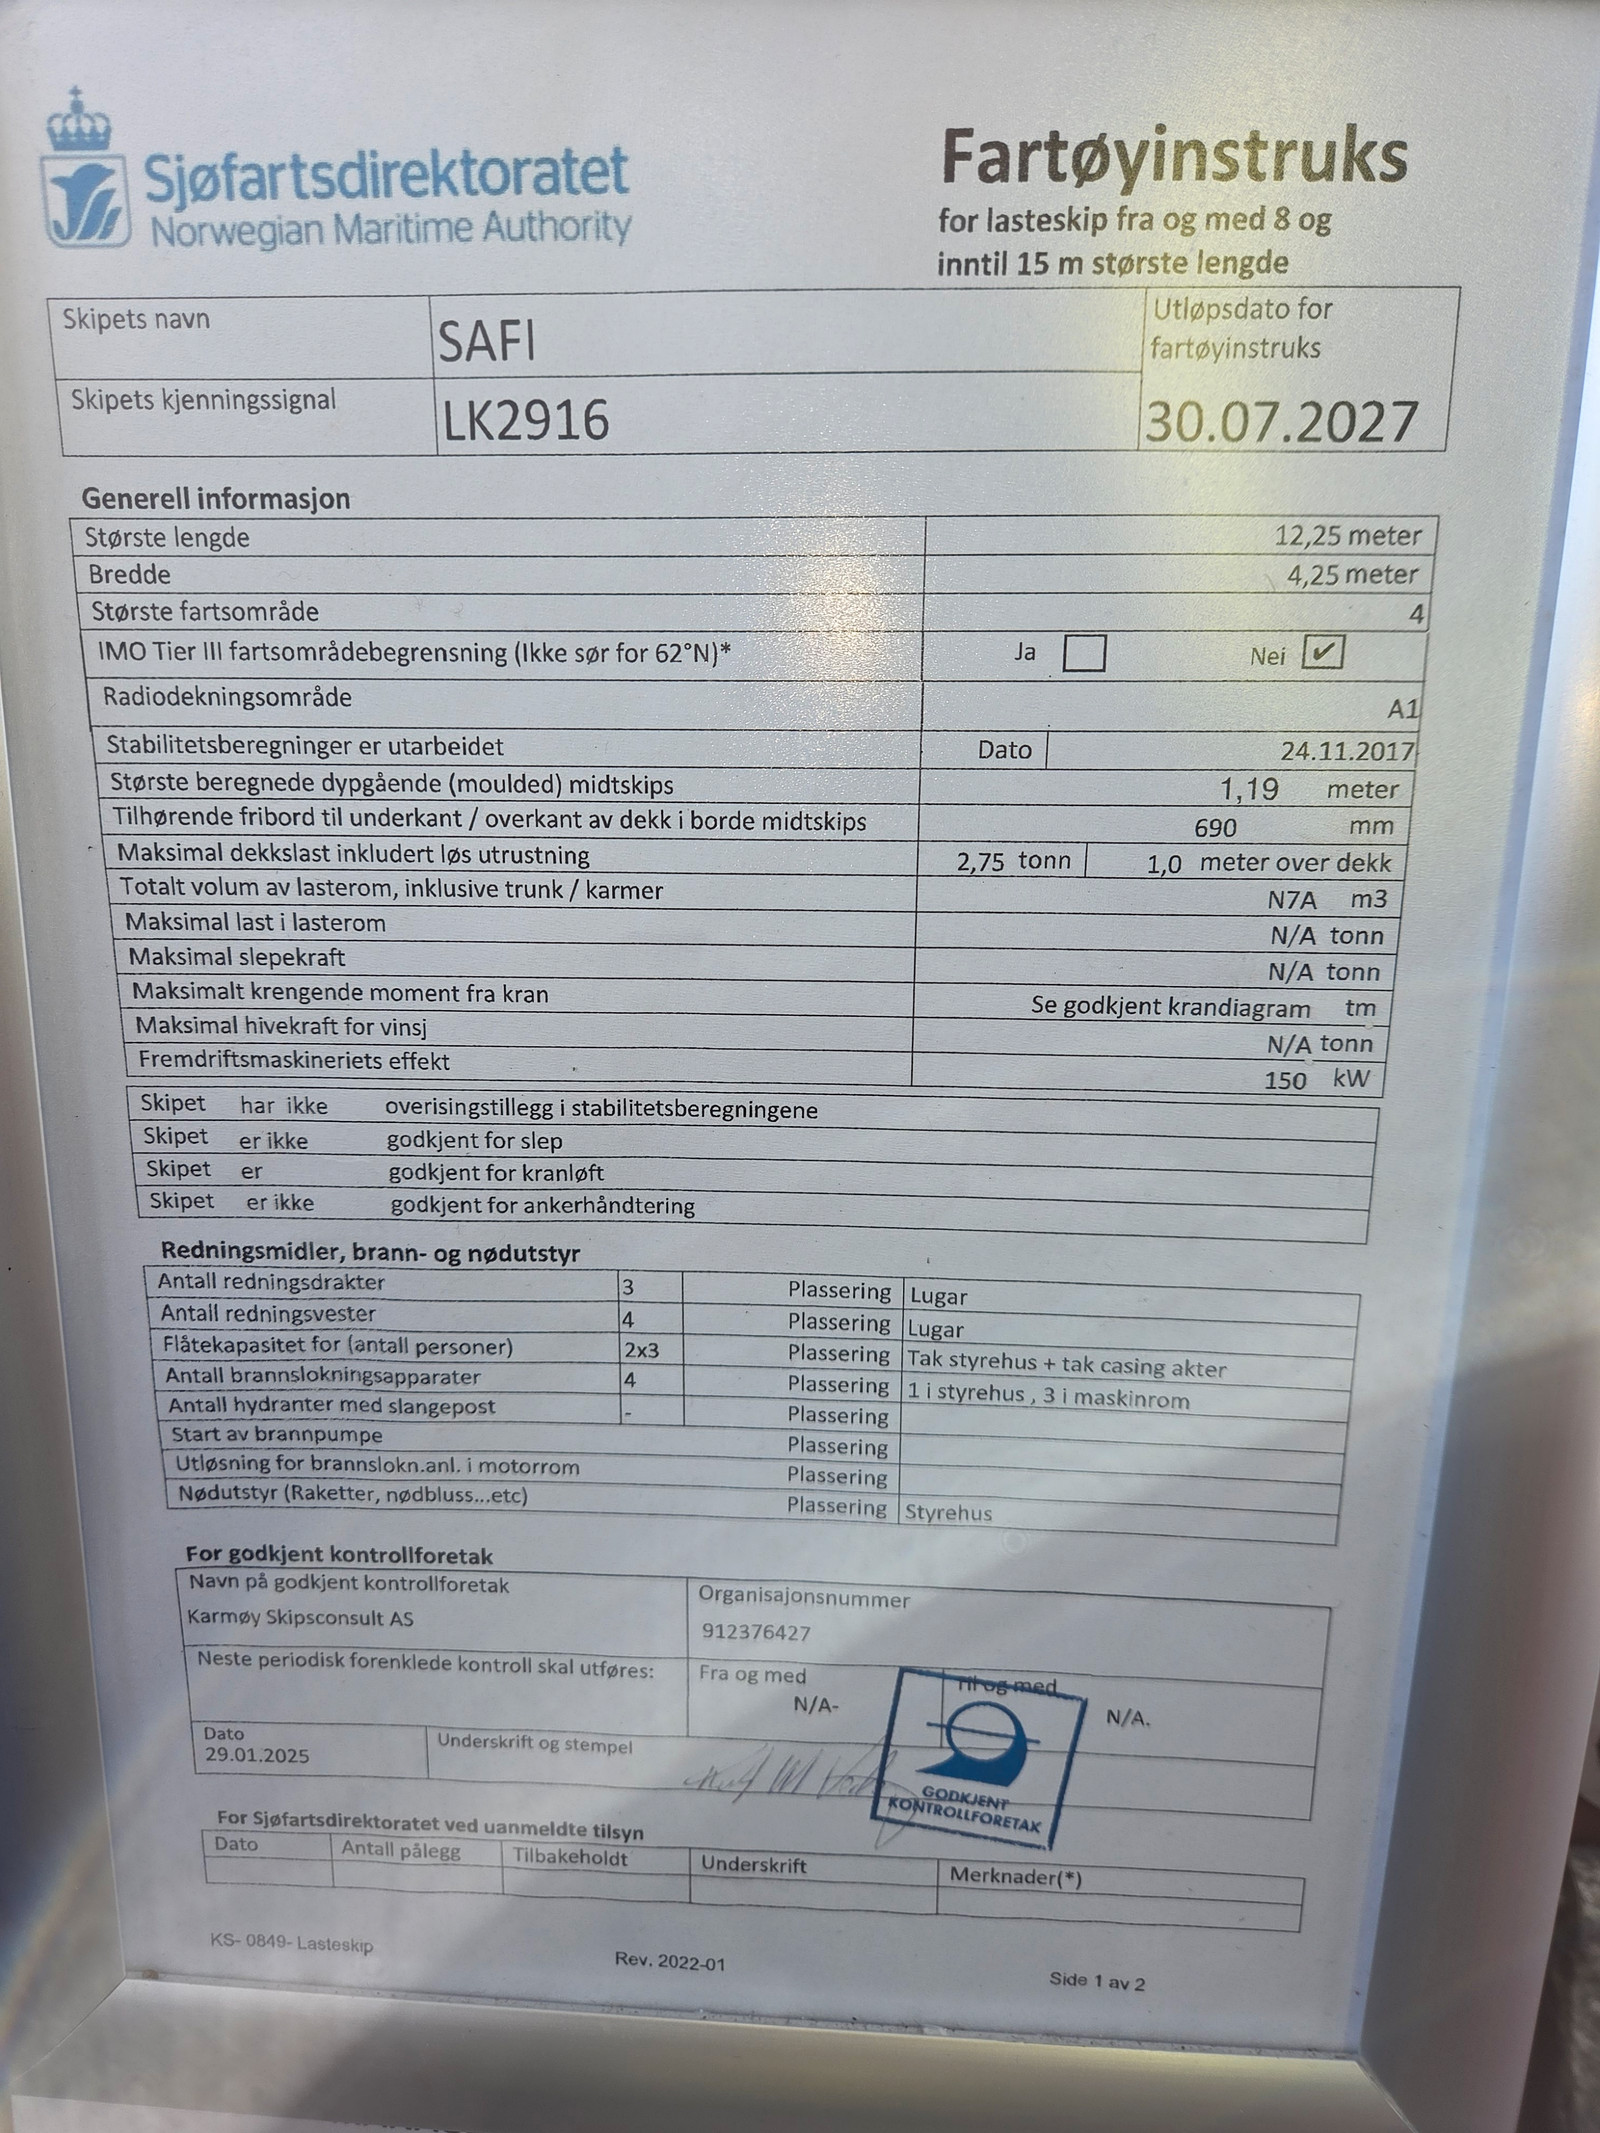 Sjøfartsdirektoratet
Norwegian Maritime Authority
Fartøyinstruks
for lasteskip fra og med 8 og
inntil 15 m største lengde
Skipets navn SAFI
Utløpsdato for
fartøyinstruks
Skipets kjenningssignal LK2916 30.07.2027
Generell informasjon
Største lengde 12,25 meter
Bredde 4,25 meter
Største fartsområde 4
IMO Tier III fartsområdebegrensning (Ikke sør for 62°N)* Ja Nei ✔
Radiodekningsområde A1
Stabilitetsberegninger er utarbeidet Dato 24.11.2017
Største beregnede dypgående (moulded) midtskips 1,19 meter
Tilhørende fribord til underkant / overkant av dekk i borde midtskips 690 mm
Maksimal dekkslast inkludert løs utrustning 2,75 tonn 1,0 meter over dekk
Totalt volum av lasterom, inklusive trunk / karmer N7A m3
Maksimal last i lasterom N/A tonn
Maksimal slepekraft N/A tonn
Maksimalt krengende moment fra kran Se godkjent krandiagram tm
Maksimal hivekraft for vinsj N/A tonn
Fremdriftsmaskineriets effekt 150 kW
Skipet har ikke overisingstillegg i stabilitetsberegningene
Skipet er ikke godkjent for slep
Skipet er godkjent for kranløft
Skipet er ikke godkjent for ankerhåndtering
Redningsmidler, brann- og nødutstyr
Antall redningsdrakter 3 Plassering Lugar
Antall redningsvester 4 Plassering Lugar
Flåtekapasitet for (antall personer) 2x3 Plassering Tak styrehus + tak casing akter
Antall brannslokningsapparater 4 Plassering 1 i styrehus , 3 i maskinrom
Antall hydranter med slangepost - Plassering
Start av brannpumpe Plassering
Utløsning for brannslokn.anl. i motorrom Plassering
Nødutstyr (Raketter, nødbluss...etc) Plassering Styrehus
For godkjent kontrollforetak
Navn på godkjent kontrollforetak Organisajonsnummer
Karmøy Skipsconsult AS 912376427
Neste periodisk forenklede kontroll skal utføres: Fra og med Til og med
N/A- N/A.
Dato Underskrift og stempel
29.01.2025
GODKJENT
KONTROLLFORETAK
For Sjøfartsdirektoratet ved uanmeldte tilsyn
Dato Antall pålegg Tilbakeholdt Underskrift Merknader(*)
KS- 0849- Lasteskip Rev. 2022-01 Side 1 av 2